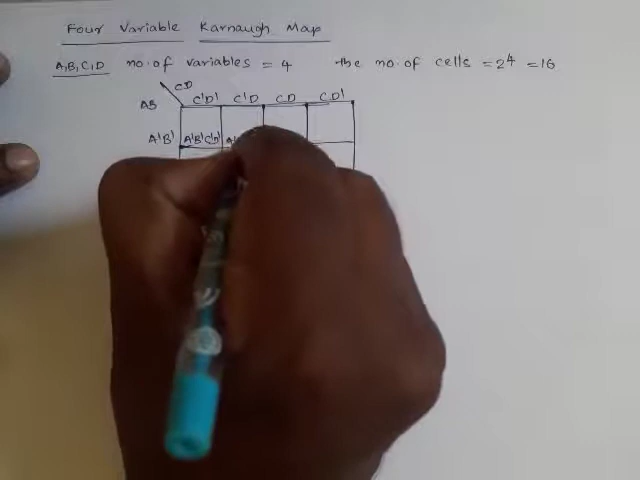 Four Variable Karnaugh Map
A,B,C,D no. of variables = 4 the no. of cells = 2⁴ = 16
CD
AB C'D' C'D CD CD'
A'B' A'B'C'D'